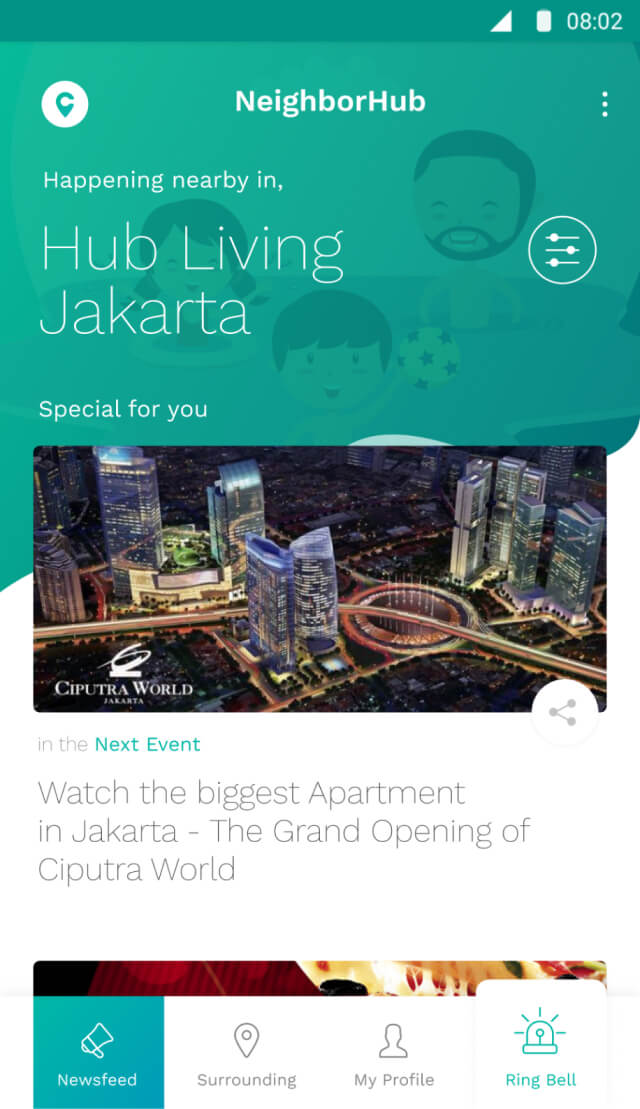 08:02
NeighborHub
Happening nearby in,
Hub Living
Jakarta
Special for you
CIPUTRA WORLD
JAKARTA
in the Next Event
Watch the biggest Apartment
in Jakarta - The Grand Opening of
Ciputra World
Newsfeed
Surrounding
My Profile
Ring Bell